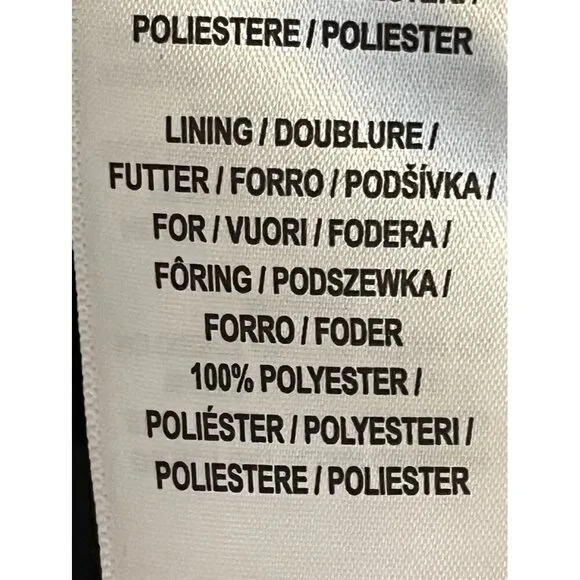 POLIESTERE / POLIESTER
LINING / DOUBLURE /
FUTTER / FORRO / PODŠÍVKA /
FOR / VUORI / FODERA /
FÔRING / PODSZEWKA /
FORRO / FODER
100% POLYESTER /
POLIÉSTER / POLYESTERI /
POLIESTERE / POLIESTER